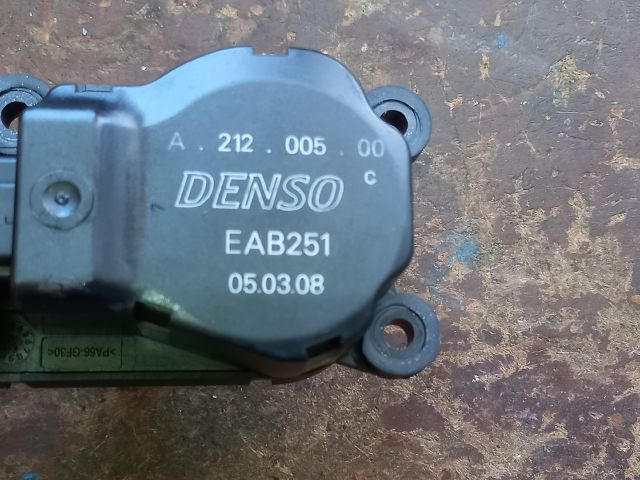 A . 212 . 005 . 00
c
DENSO
EAB251
05.03.08
>PA66-GF30<